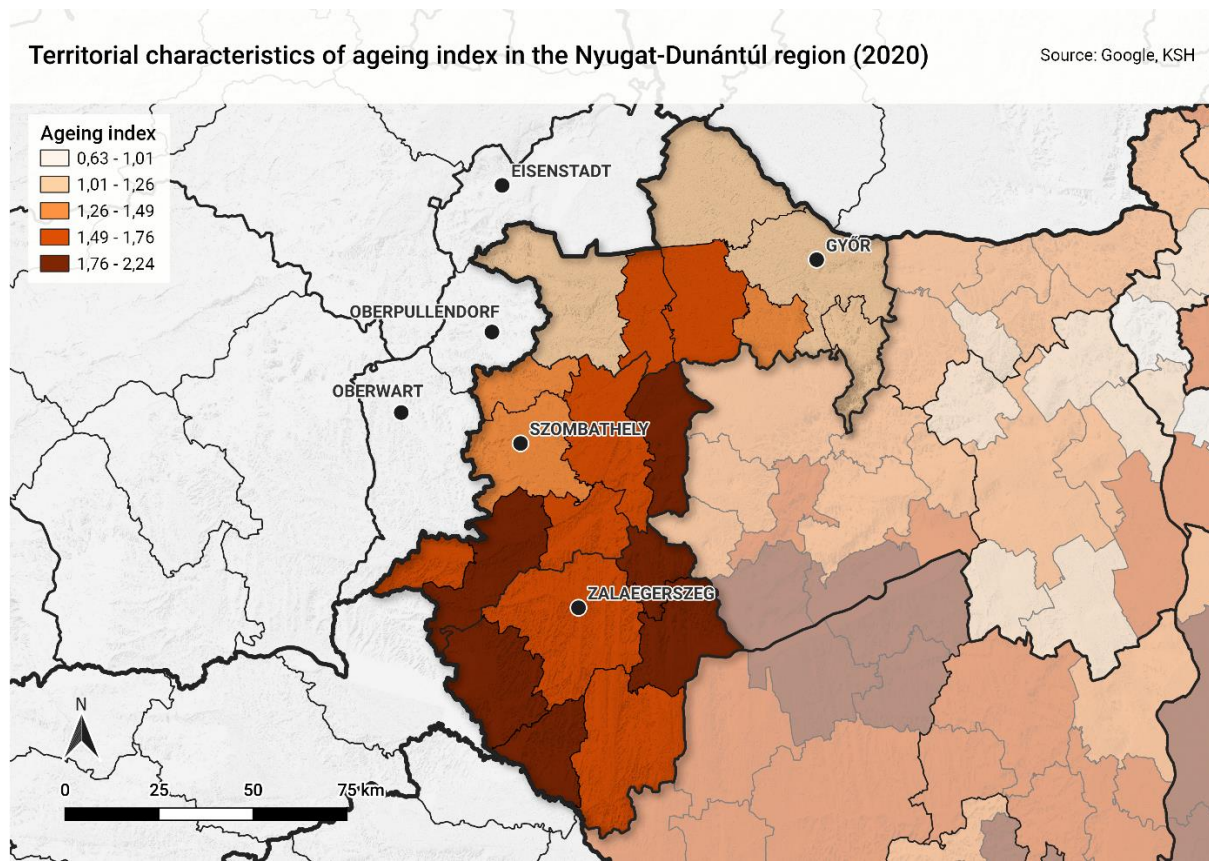 Territorial characteristics of ageing index in the Nyugat-Dunántúl region (2020)
Source: Google, KSH
Ageing index
0,63 - 1,01
1,01 - 1,26
1,26 - 1,49
1,49 - 1,76
1,76 - 2,24
EISENSTADT
GYŐR
OBERPULLENDORF
OBERWART
SZOMBATHELY
ZALAEGERSZEG
N
0 25 50 75 km